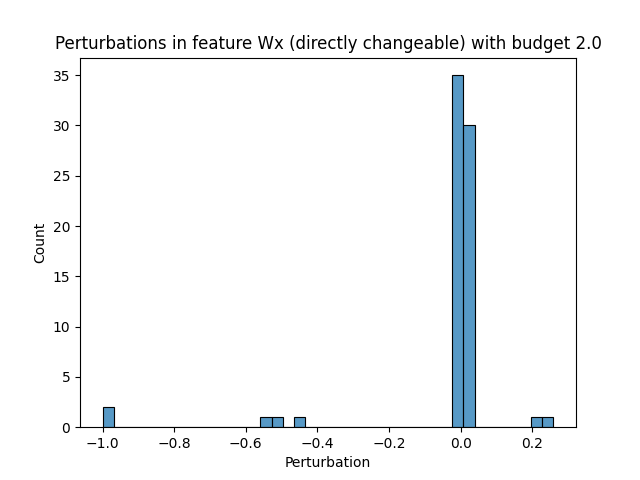 Perturbations in feature Wx (directly changeable) with budget 2.0
35
30
25
20
15
10
5
0
Count
−1.0 −0.8 −0.6 −0.4 −0.2 0.0 0.2
Perturbation